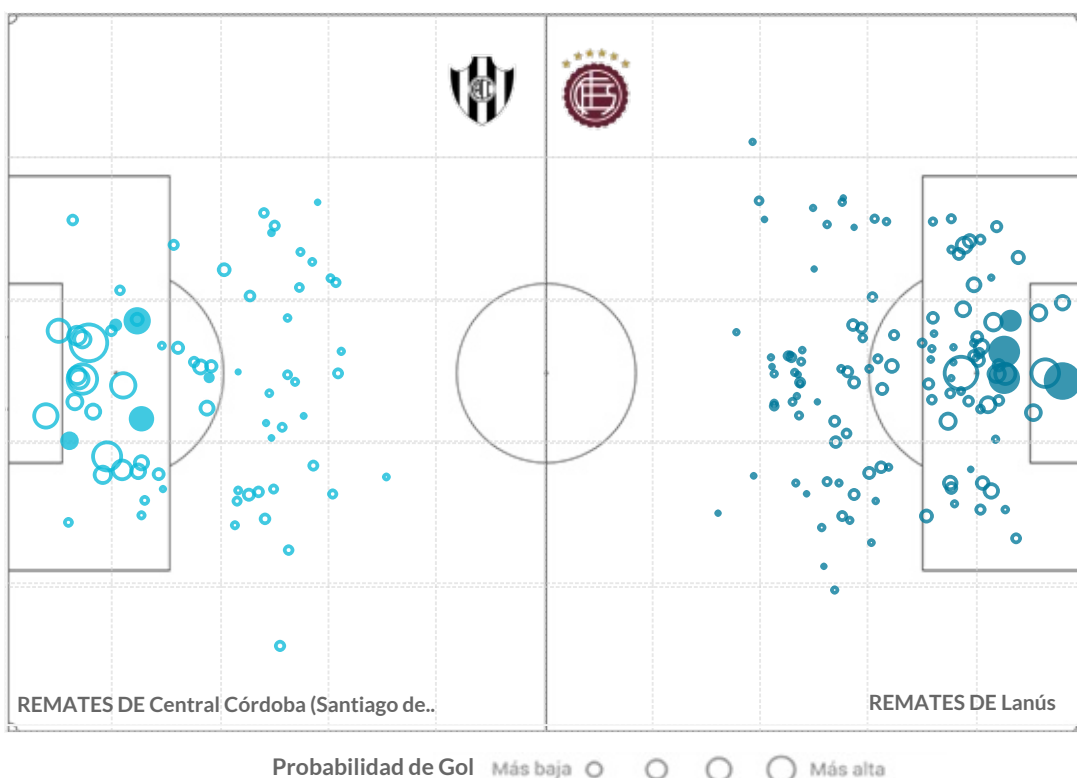 REMATES DE Central Córdoba (Santiago de..
REMATES DE Lanús
Probabilidad de Gol Más baja Más alta